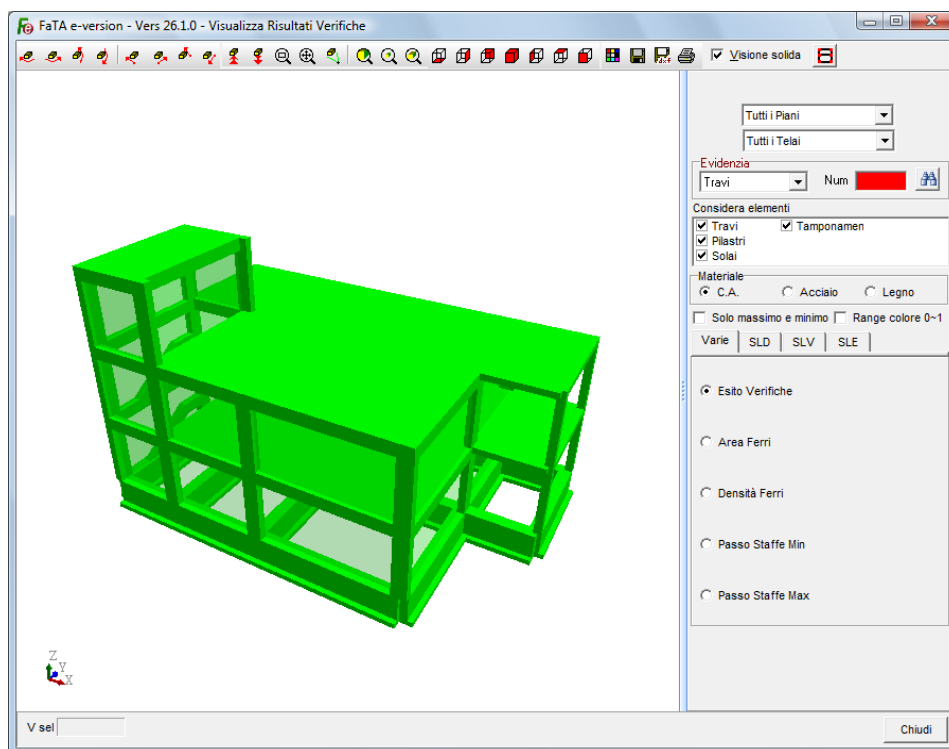 FaTA e-version - Vers 26.1.0 - Visualizza Risultati Verifiche
Visione solida
Tutti i Piani
Tutti i Telai
Evidenzia
Travi Num
Considera elementi
Travi Tamponamen
Pilastri
Solai
Materiale
C.A. Acciaio Legno
Solo massimo e minimo Range colore 0~1
Varie SLD SLV SLE
Esito Verifiche
Area Ferri
Densità Ferri
Passo Staffe Min
Passo Staffe Max
Z
Y
X
V sel
Chiudi